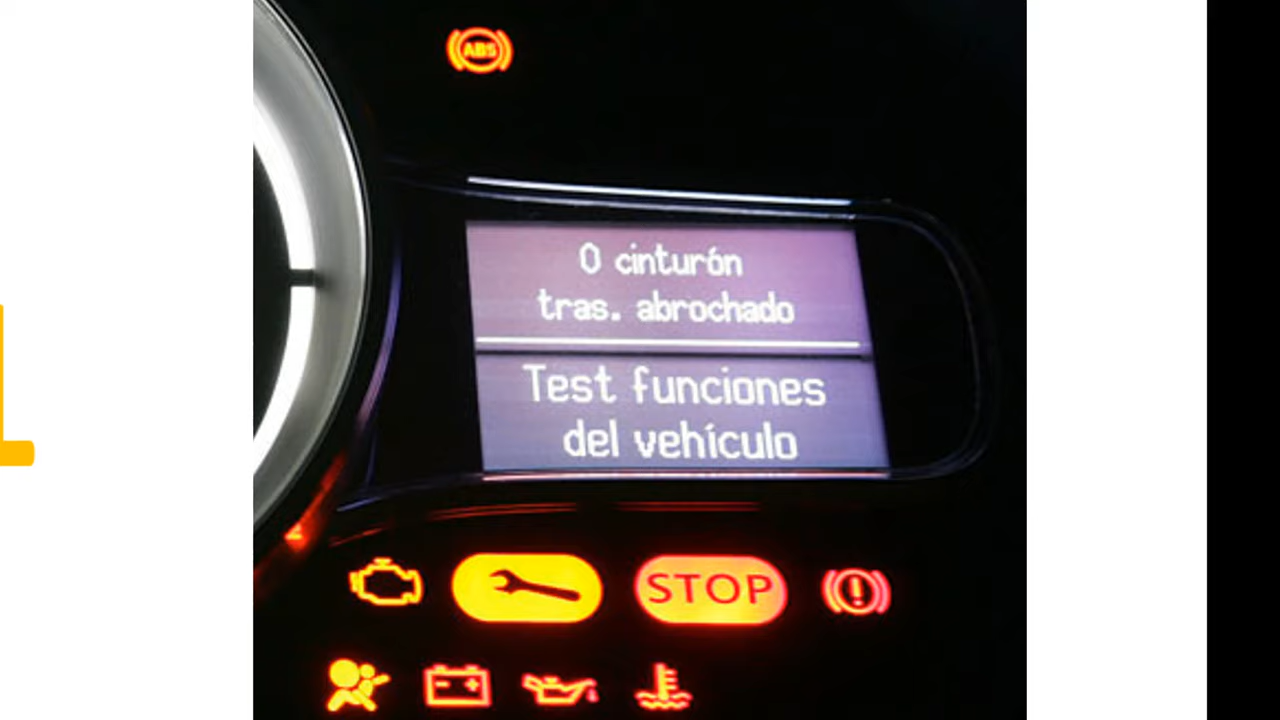 ABS
0 cinturón
tras. abrochado
Test funciones
del vehículo
STOP